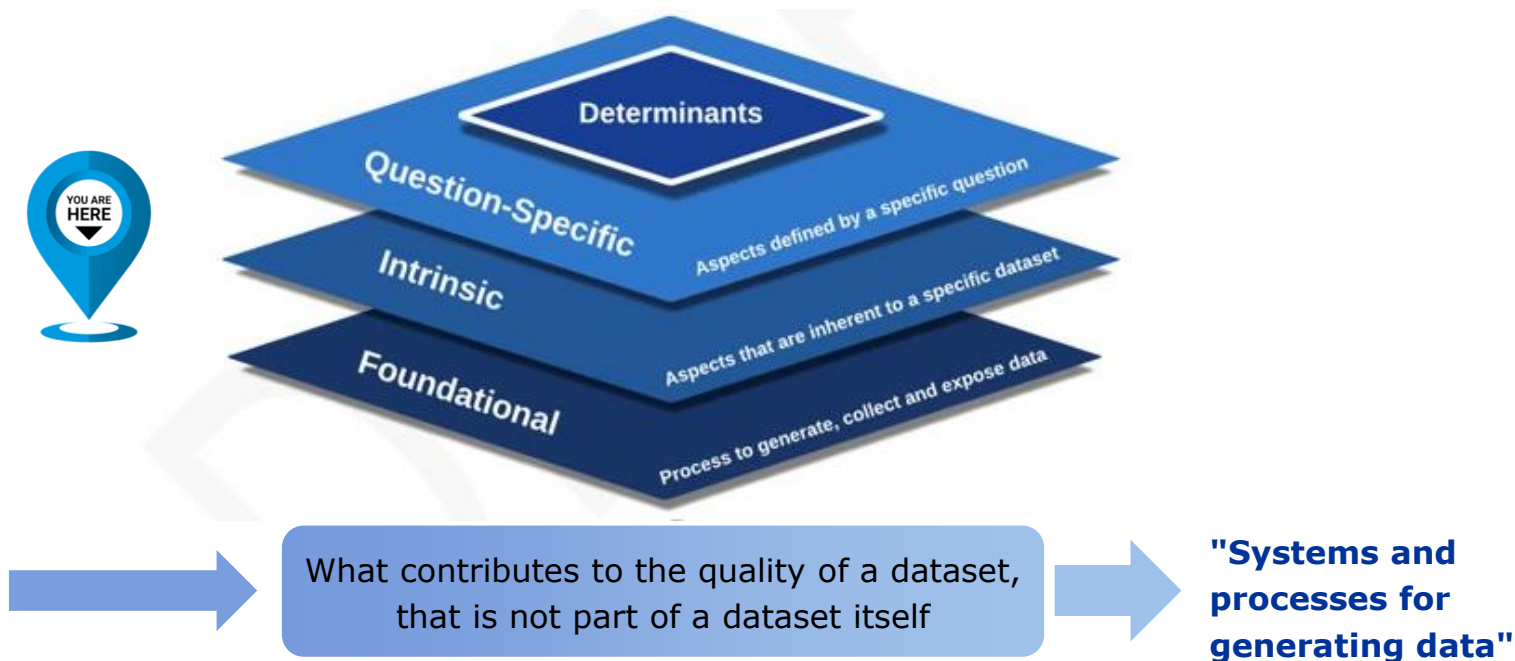 Determinants
Question-Specific
Aspects defined by a specific question
YOU ARE
HERE
Intrinsic
Aspects that are inherent to a specific dataset
Foundational
Process to generate, collect and expose data
What contributes to the quality of a dataset,
that is not part of a dataset itself
"Systems and
processes for
generating data"